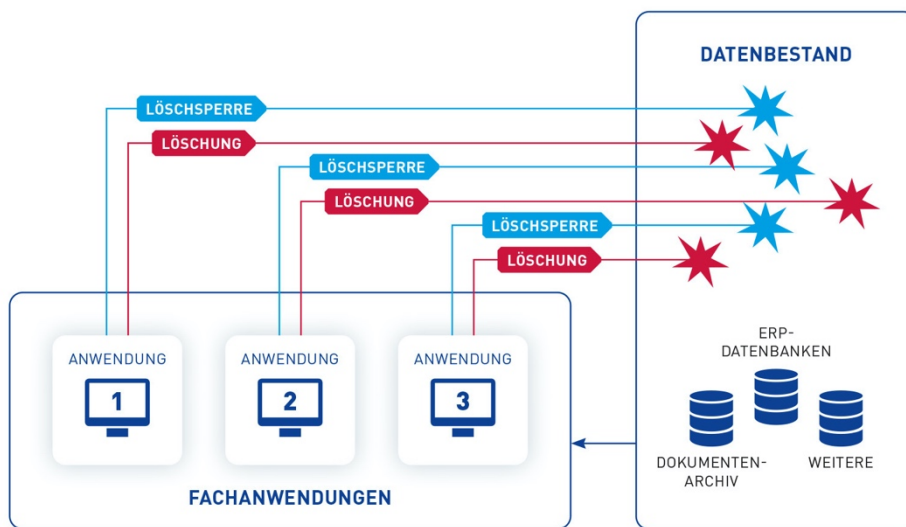 DATENBESTAND
LÖSCHSPERRE
LÖSCHUNG
LÖSCHSPERRE
LÖSCHUNG
LÖSCHSPERRE
LÖSCHUNG
ANWENDUNG
1
ANWENDUNG
2
ANWENDUNG
3
FACHANWENDUNGEN
ERP-
DATENBANKEN
DOKUMENTEN-
ARCHIV
WEITERE